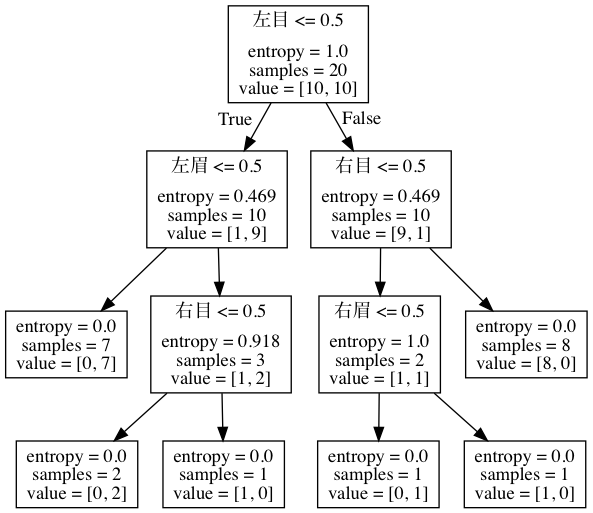 左目 <= 0.5
entropy = 1.0
samples = 20
value = [10, 10]
True
False
左眉 <= 0.5
entropy = 0.469
samples = 10
value = [1, 9]
右目 <= 0.5
entropy = 0.469
samples = 10
value = [9, 1]
entropy = 0.0
samples = 7
value = [0, 7]
右目 <= 0.5
entropy = 0.918
samples = 3
value = [1, 2]
右眉 <= 0.5
entropy = 1.0
samples = 2
value = [1, 1]
entropy = 0.0
samples = 8
value = [8, 0]
entropy = 0.0
samples = 2
value = [0, 2]
entropy = 0.0
samples = 1
value = [1, 0]
entropy = 0.0
samples = 1
value = [0, 1]
entropy = 0.0
samples = 1
value = [1, 0]